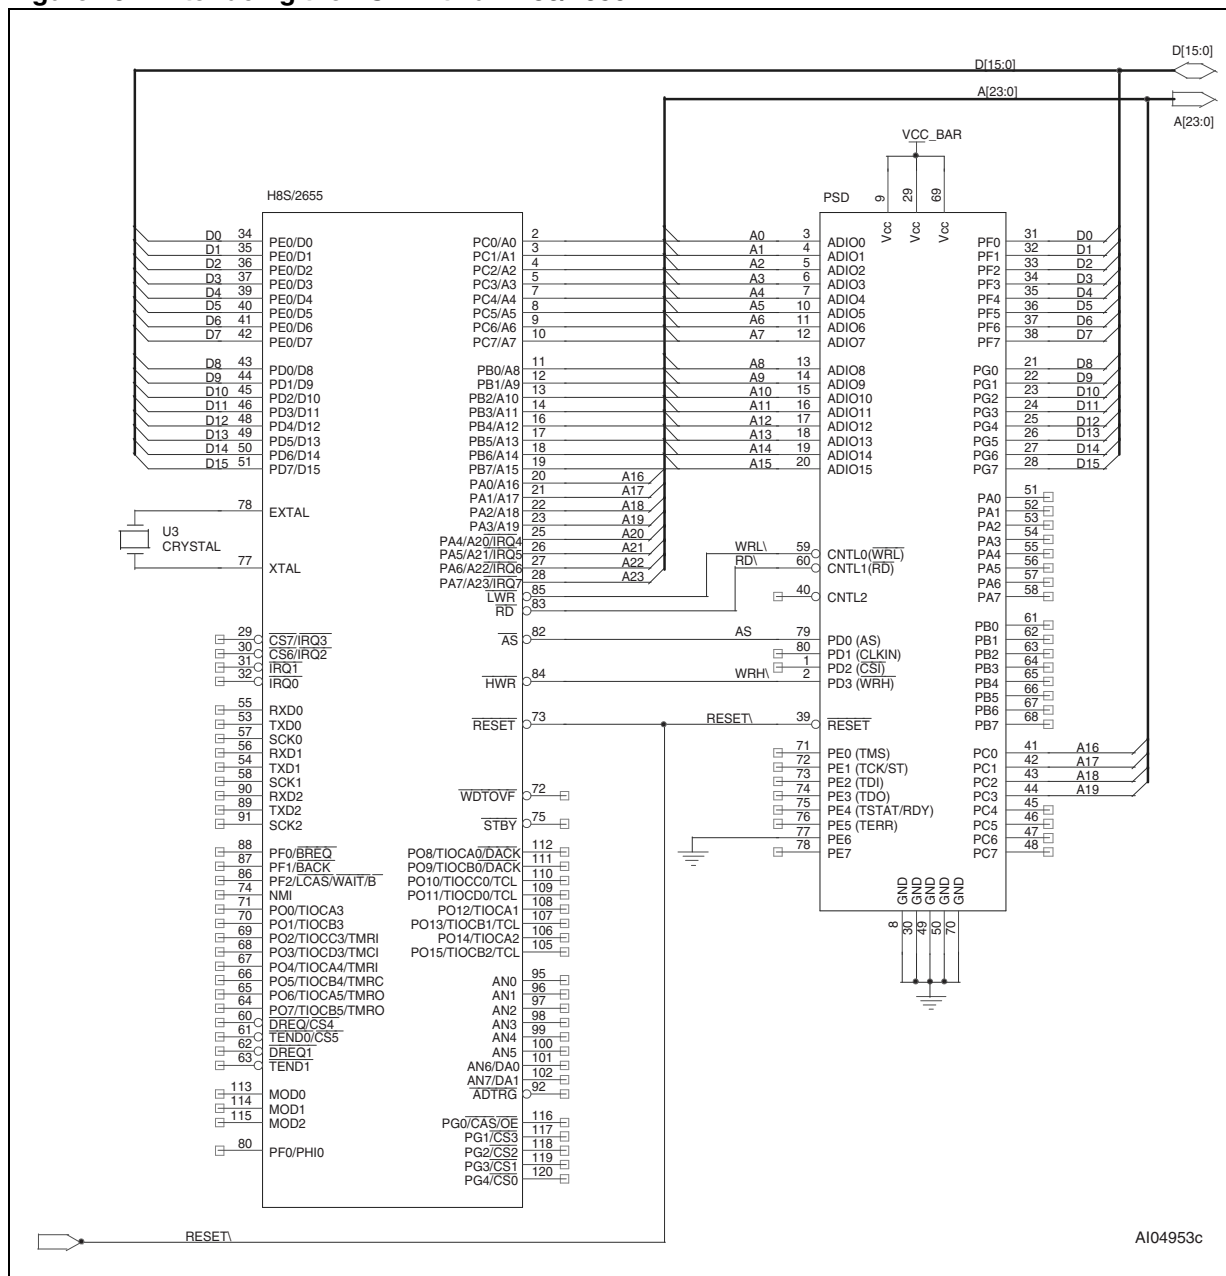 D[15:0]
D[15:0]
A[23:0]
A[23:0]
VCC_BAR
H8S/2655
PSD
9 29 69
Vcc Vcc Vcc
D0 34 PE0/D0 PC0/A0 2 A0 3 ADIO0 PF0 31 D0
D1 35 PE0/D1 PC1/A1 3 A1 4 ADIO1 PF1 32 D1
D2 36 PE0/D2 PC2/A2 4 A2 5 ADIO2 PF2 33 D2
D3 37 PE0/D3 PC3/A3 5 A3 6 ADIO3 PF3 34 D3
D4 39 PE0/D4 PC4/A4 7 A4 7 ADIO4 PF4 35 D4
D5 40 PE0/D5 PC5/A5 8 A5 10 ADIO5 PF5 36 D5
D6 41 PE0/D6 PC6/A6 9 A6 11 ADIO6 PF6 37 D6
D7 42 PE0/D7 PC7/A7 10 A7 12 ADIO7 PF7 38 D7
D8 43 PD0/D8 PB0/A8 11 A8 13 ADIO8 PG0 21 D8
D9 44 PD1/D9 PB1/A9 12 A9 14 ADIO9 PG1 22 D9
D10 45 PD2/D10 PB2/A10 13 A10 15 ADIO10 PG2 23 D10
D11 46 PD3/D11 PB3/A11 14 A11 16 ADIO11 PG3 24 D11
D12 48 PD4/D12 PB4/A12 16 A12 17 ADIO12 PG4 25 D12
D13 49 PD5/D13 PB5/A13 17 A13 18 ADIO13 PG5 26 D13
D14 50 PD6/D14 PB6/A14 18 A14 19 ADIO14 PG6 27 D14
D15 51 PD7/D15 PB7/A15 19 A15 20 ADIO15 PG7 28 D15
PA0/A16 20 A16
PA1/A17 21 A17 PA0 51
78 EXTAL PA2/A18 22 A18 PA1 52
PA3/A19 23 A19 PA2 53
U3 PA4/A20/IRQ4 25 A20 PA3 54
CRYSTAL PA5/A21/IRQ5 26 A21 WRL\ 59 CNTL0(WRL) PA4 55
77 XTAL PA6/A22/IRQ6 27 A22 RD\ 60 CNTL1(RD) PA5 56
PA7/A23/IRQ7 28 A23 PA6 57
LWR 85 40 CNTL2 PA7 58
RD 83
PB0 61
29 CS7/IRQ3 AS 82 AS 79 PD0 (AS) PB1 62
30 CS6/IRQ2 80 PD1 (CLKIN) PB2 63
31 IRQ1 1 PD2 (CSI) PB3 64
32 IRQ0 HWR 84 WRH\ 2 PD3 (WRH) PB4 65
PB5 66
55 RXD0 PB6 67
53 TXD0 RESET 73 RESET\ 39 RESET PB7 68
57 SCK0
56 RXD1 71 PE0 (TMS) PC0 41 A16
54 TXD1 72 PE1 (TCK/ST) PC1 42 A17
58 SCK1 73 PE2 (TDI) PC2 43 A18
90 RXD2 WDTOVF 72 74 PE3 (TDO) PC3 44 A19
89 TXD2 75 PE4 (TSTAT/RDY) PC4 45
91 SCK2 STBY 75 76 PE5 (TERR) PC5 46
77 PE6 PC6 47
88 PF0/BREQ PO8/TIOCA0/DACK 112 78 PE7 PC7 48
87 PF1/BACK PO9/TIOCB0/DACK 111
86 PF2/LCAS/WAIT/B PO10/TIOCC0/TCL 110
74 NMI PO11/TIOCD0/TCL 109
71 PO0/TIOCA3 PO12/TIOCA1 108
70 PO1/TIOCB3 PO13/TIOCB1/TCL 107
69 PO2/TIOCC3/TMRI PO14/TIOCA2 106
68 PO3/TIOCD3/TMCI PO15/TIOCB2/TCL 105
GND GND GND GND GND
8 30 49 50 70
67 PO4/TIOCA4/TMRI
66 PO5/TIOCB4/TMRC AN0 95
65 PO6/TIOCA5/TMRO AN1 96
64 PO7/TIOCB5/TMRO AN2 97
60 DREQ/CS4 AN3 98
61 TEND0/CS5 AN4 99
62 DREQ1 AN5 100
63 TEND1 AN6/DA0 101
AN7/DA1 102
113 MOD0 ADTRG 92
114 MOD1
115 MOD2 PG0/CAS/OE 116
PG1/CS3 117
80 PF0/PHI0 PG2/CS2 118
PG3/CS1 119
PG4/CS0 120
RESET\
AI04953c